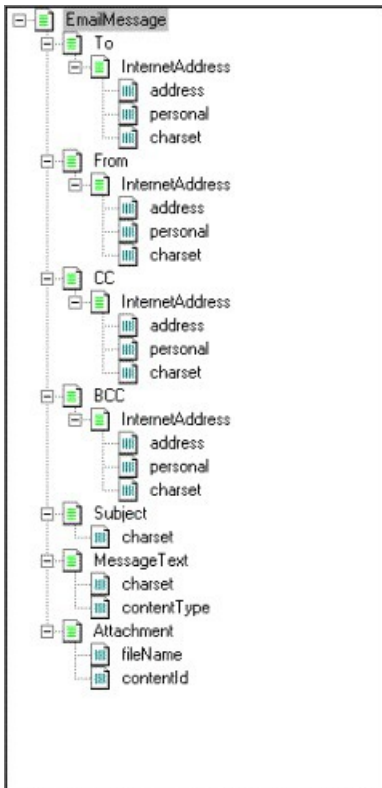 EmailMessage
To
InternetAddress
address
personal
charset
From
InternetAddress
address
personal
charset
CC
InternetAddress
address
personal
charset
BCC
InternetAddress
address
personal
charset
Subject
charset
MessageText
charset
contentType
Attachment
fileName
contentId